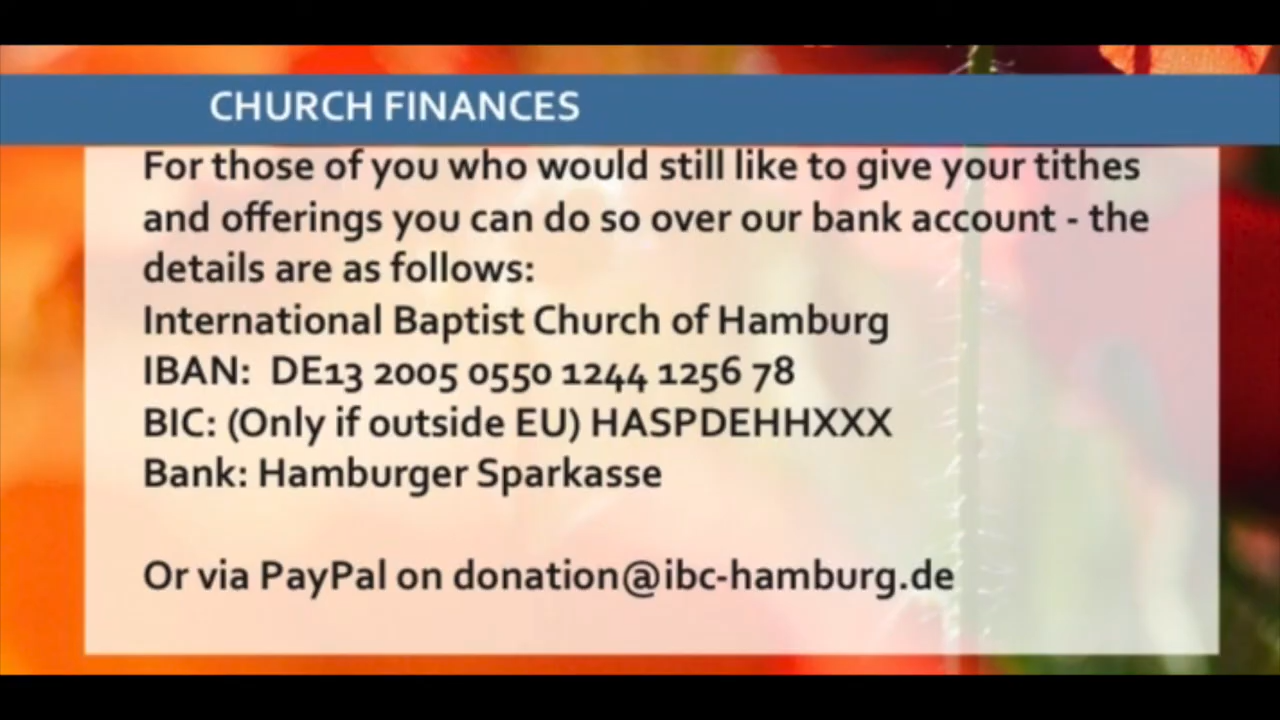 CHURCH FINANCES
For those of you who would still like to give your tithes
and offerings you can do so over our bank account - the
details are as follows:
International Baptist Church of Hamburg
IBAN:  DE13 2005 0550 1244 1256 78
BIC: (Only if outside EU) HASPDEHHXXX
Bank: Hamburger Sparkasse
Or via PayPal on donation@ibc-hamburg.de